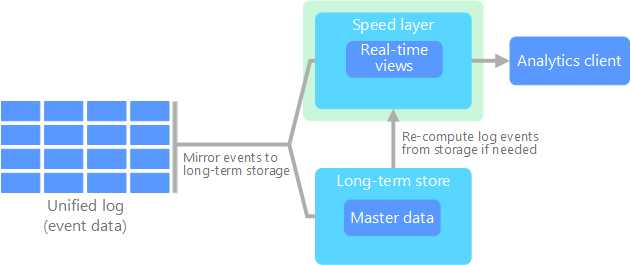 Speed layer
Real-time
views
Analytics client
Mirror events to
long-term storage
Re-compute log events
from storage if needed
Unified log
(event data)
Long-term store
Master data